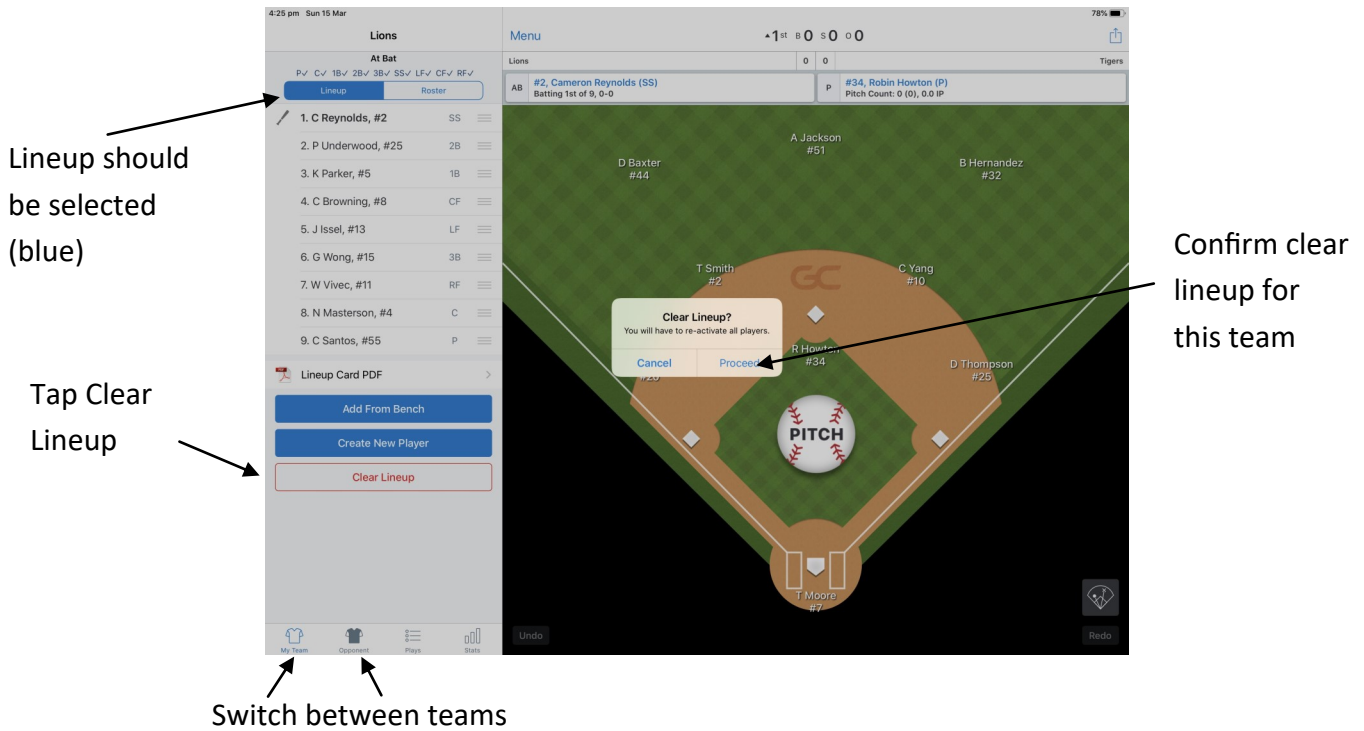 4:25 pm Sun 15 Mar
78%
Lions
At Bat
P✓ C✓ 1B✓ 2B✓ 3B✓ SS✓ LF✓ CF✓ RF✓
Lineup Roster
1. C Reynolds, #2 SS
2. P Underwood, #25 2B
3. K Parker, #5 1B
4. C Browning, #8 CF
5. J Issel, #13 LF
6. G Wong, #15 3B
7. W Vivec, #11 RF
8. N Masterson, #4 C
9. C Santos, #55 P
Lineup Card PDF
Add From Bench
Create New Player
Clear Lineup
My Team Opponent Plays Stats
Menu
1st B 0 S 0 O 0
Lions 0 0 Tigers
AB #2, Cameron Reynolds (SS)
Batting 1st of 9, 0-0
P #34, Robin Howton (P)
Pitch Count: 0 (0), 0.0 IP
A Jackson
#51
D Baxter
#44
B Hernandez
#32
T Smith
#2
GC
C Yang
#10
Clear Lineup?
You will have to re-activate all players.
Cancel Proceed
R Howton
#34
D Thompson
#25
PITCH
T Moore
#7
Undo Redo
Lineup should
be selected
(blue)
Tap Clear
Lineup
Confirm clear
lineup for
this team
Switch between teams